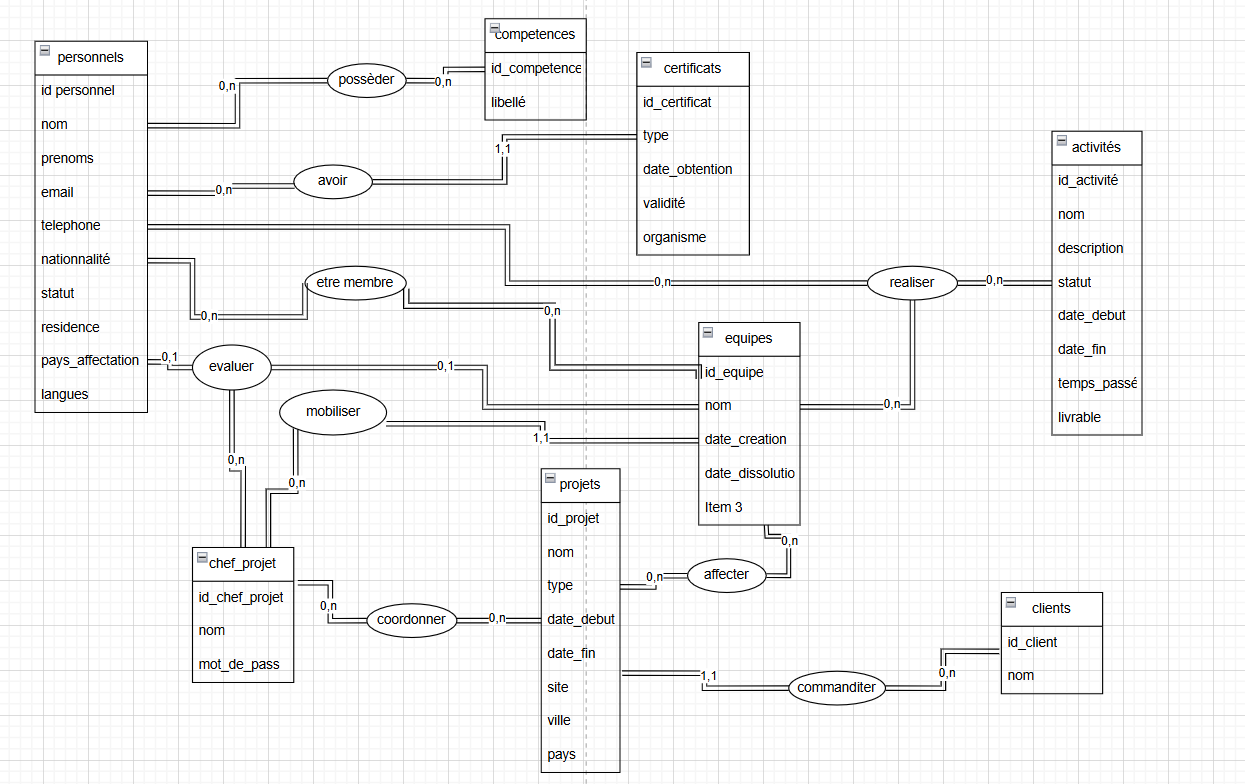 personnels
id personnel
nom
prenoms
email
telephone
nationnalité
statut
residence
pays_affectation
langues
0,n
posséder
0,n
competences
id_competence
libellé
0,n
avoir
1,1
certificats
id_certificat
type
date_obtention
validité
organisme
0,n
realiser
0,n
0,n
activités
id_activité
nom
description
statut
date_debut
date_fin
temps_passé
livrable
0,n
etre membre
0,n
equipes
id_equipe
nom
date_creation
date_dissolutio
Item 3
0,1
evaluer
0,1
0,n
mobiliser
1,1
0,n
chef_projet
id_chef_projet
nom
mot_de_pass
0,n
coordonner
0,n
projets
id_projet
nom
type
date_debut
date_fin
site
ville
pays
0,n
affecter
0,n
1,1
commanditer
0,n
clients
id_client
nom